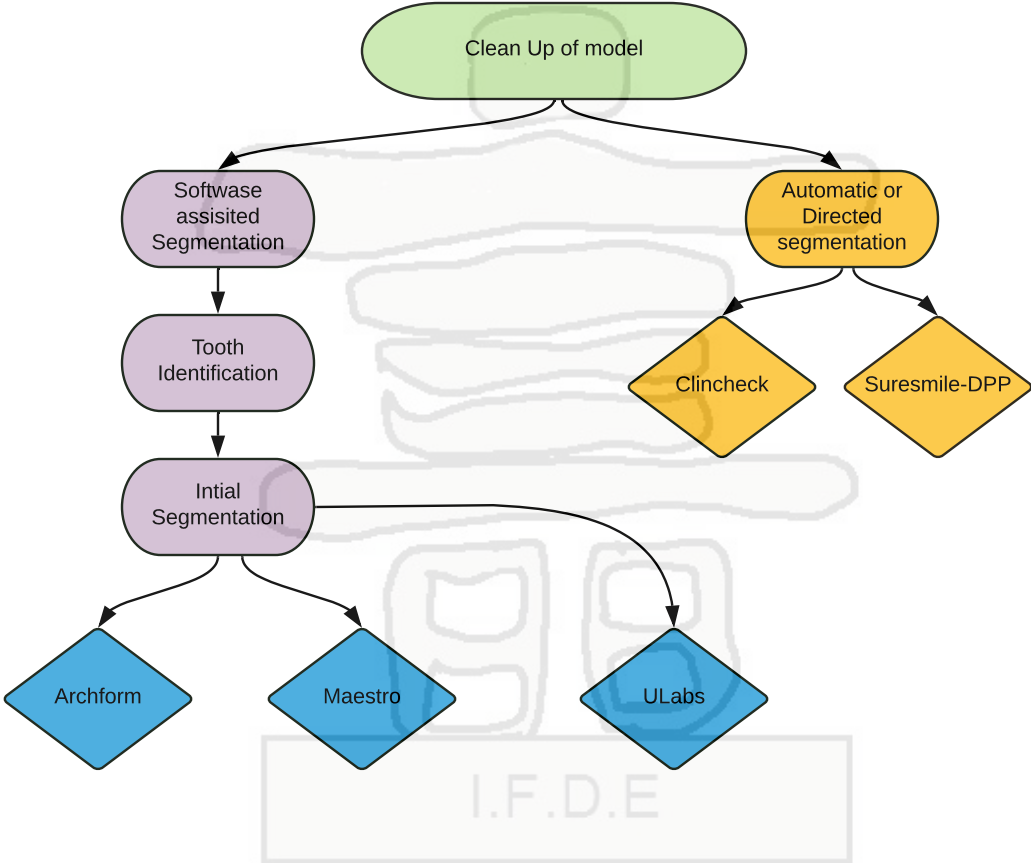 Clean Up of model
Softwase
assisited
Segmentation
Automatic or
Directed
segmentation
Tooth
Identification
Clincheck
Suresmile-DPP
Intial
Segmentation
Archform
Maestro
ULabs
I.F.D.E